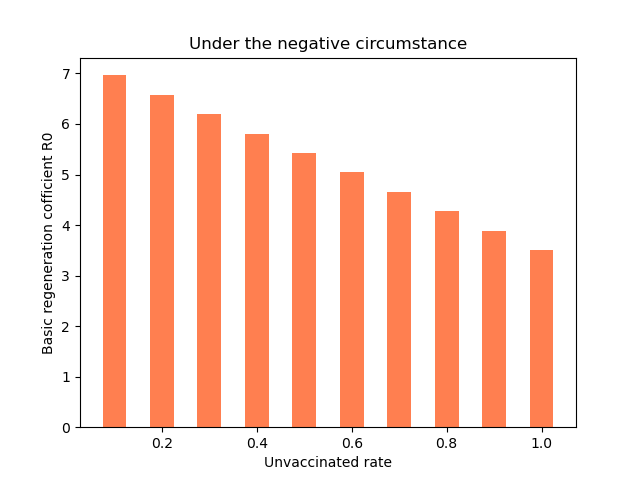 Under the negative circumstance
Basic regeneration cofficient R0
7
6
5
4
3
2
1
0
0.2 0.4 0.6 0.8 1.0
Unvaccinated rate